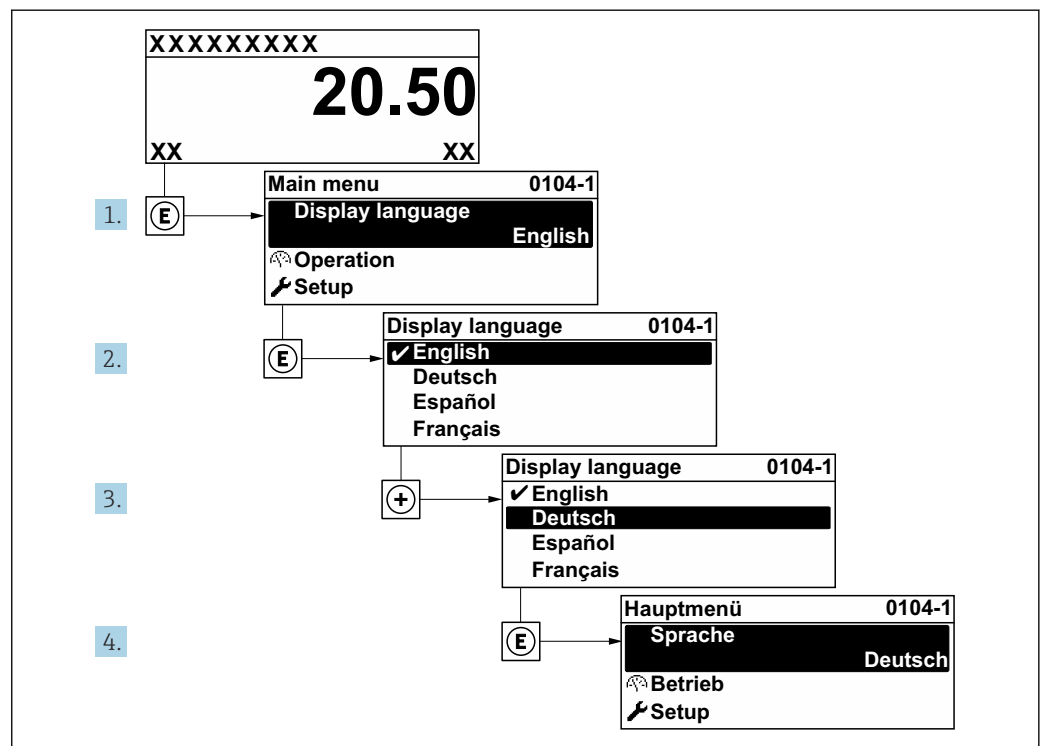 XXXXXXXXX
20.50
XX XX
Main menu 0104-1
1. E Display language
English
Operation
Setup
Display language 0104-1
2. E ✔English
Deutsch
Español
Français
Display language 0104-1
3. + ✔English
Deutsch
Español
Français
Hauptmenü 0104-1
4. E Sprache
Deutsch
Betrieb
Setup